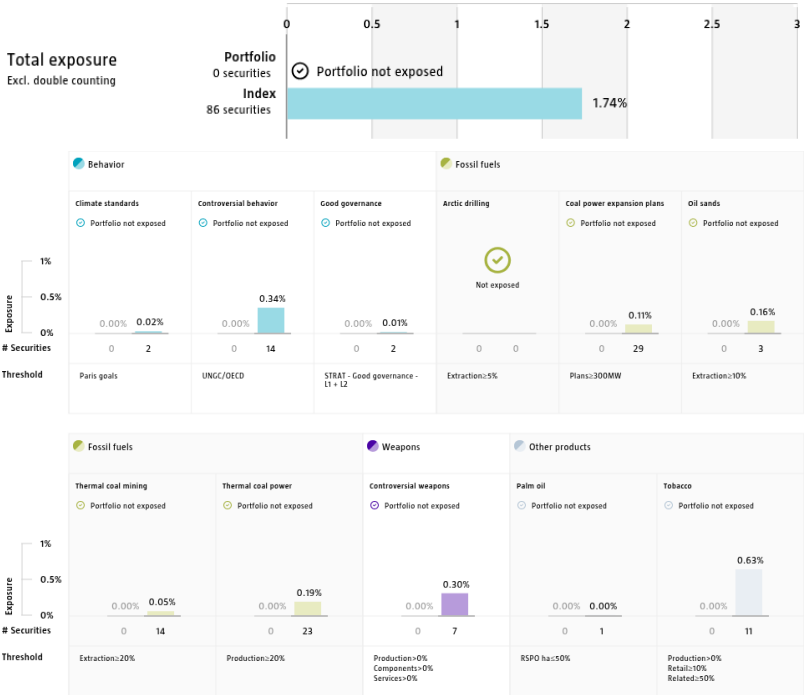 0 0.5 1 1.5 2 2.5 3
Total exposure
Excl. double counting
Portfolio
0 securities
Portfolio not exposed
Index
86 securities
1.74%
Behavior
Fossil fuels
Climate standards
Controversial behavior
Good governance
Arctic drilling
Coal power expansion plans
Oil sands
Portfolio not exposed
Portfolio not exposed
Portfolio not exposed
Portfolio not exposed
Portfolio not exposed
Not exposed
Exposure
1%
0.5%
0%
0.00% 0.02%
0.00% 0.34%
0.00% 0.01%
0.00% 0.11%
0.00% 0.16%
# Securities
0 2
0 14
0 2
0 0
0 29
0 3
Threshold
Paris goals
UNGC/OECD
STRAT - Good governance -
L1 + L2
Extraction≥5%
Plans≥300MW
Extraction≥10%
Fossil fuels
Weapons
Other products
Thermal coal mining
Thermal coal power
Controversial weapons
Palm oil
Tobacco
Portfolio not exposed
Portfolio not exposed
Portfolio not exposed
Portfolio not exposed
Portfolio not exposed
Exposure
1%
0.5%
0%
0.00% 0.05%
0.00% 0.19%
0.00% 0.30%
0.00% 0.00%
0.00% 0.63%
# Securities
0 14
0 23
0 7
0 1
0 11
Threshold
Extraction≥20%
Production≥20%
Production>0%
Components>0%
Services>0%
RSPO ha≤50%
Production>0%
Retail≥10%
Related≥50%